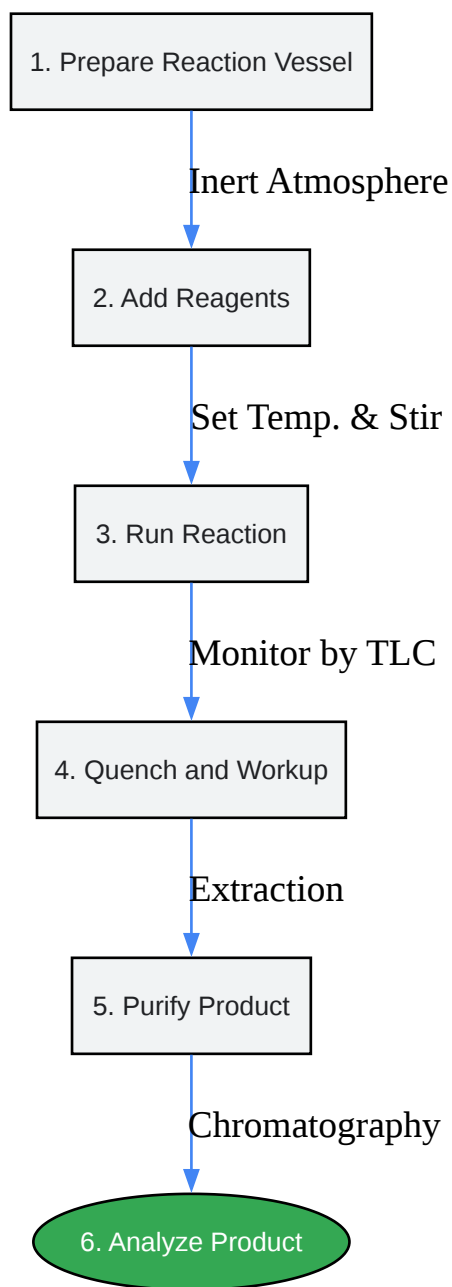 1. Prepare Reaction Vessel
Inert Atmosphere
2. Add Reagents
Set Temp. & Stir
3. Run Reaction
Monitor by TLC
4. Quench and Workup
Extraction
5. Purify Product
Chromatography
6. Analyze Product